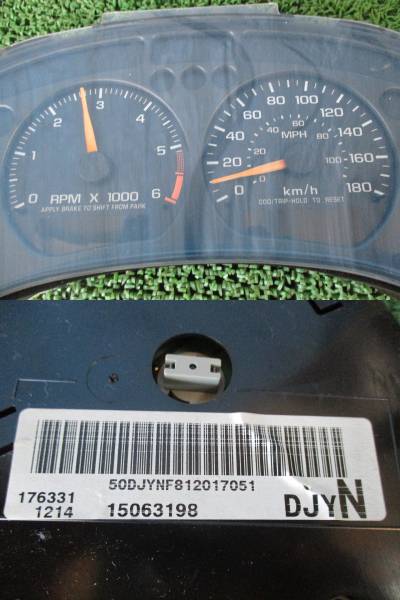 0 1 2 3 4 5 6
RPM X 1000
APPLY BRAKE TO SHIFT FROM PARK
0 20 40 60 80 100 120 140 160 180
0 20 40 60 80 100
MPH
km/h
ODO/TRIP-HOLD TO RESET
50DJYNF812017051
176331
1214
15063198
DJYN